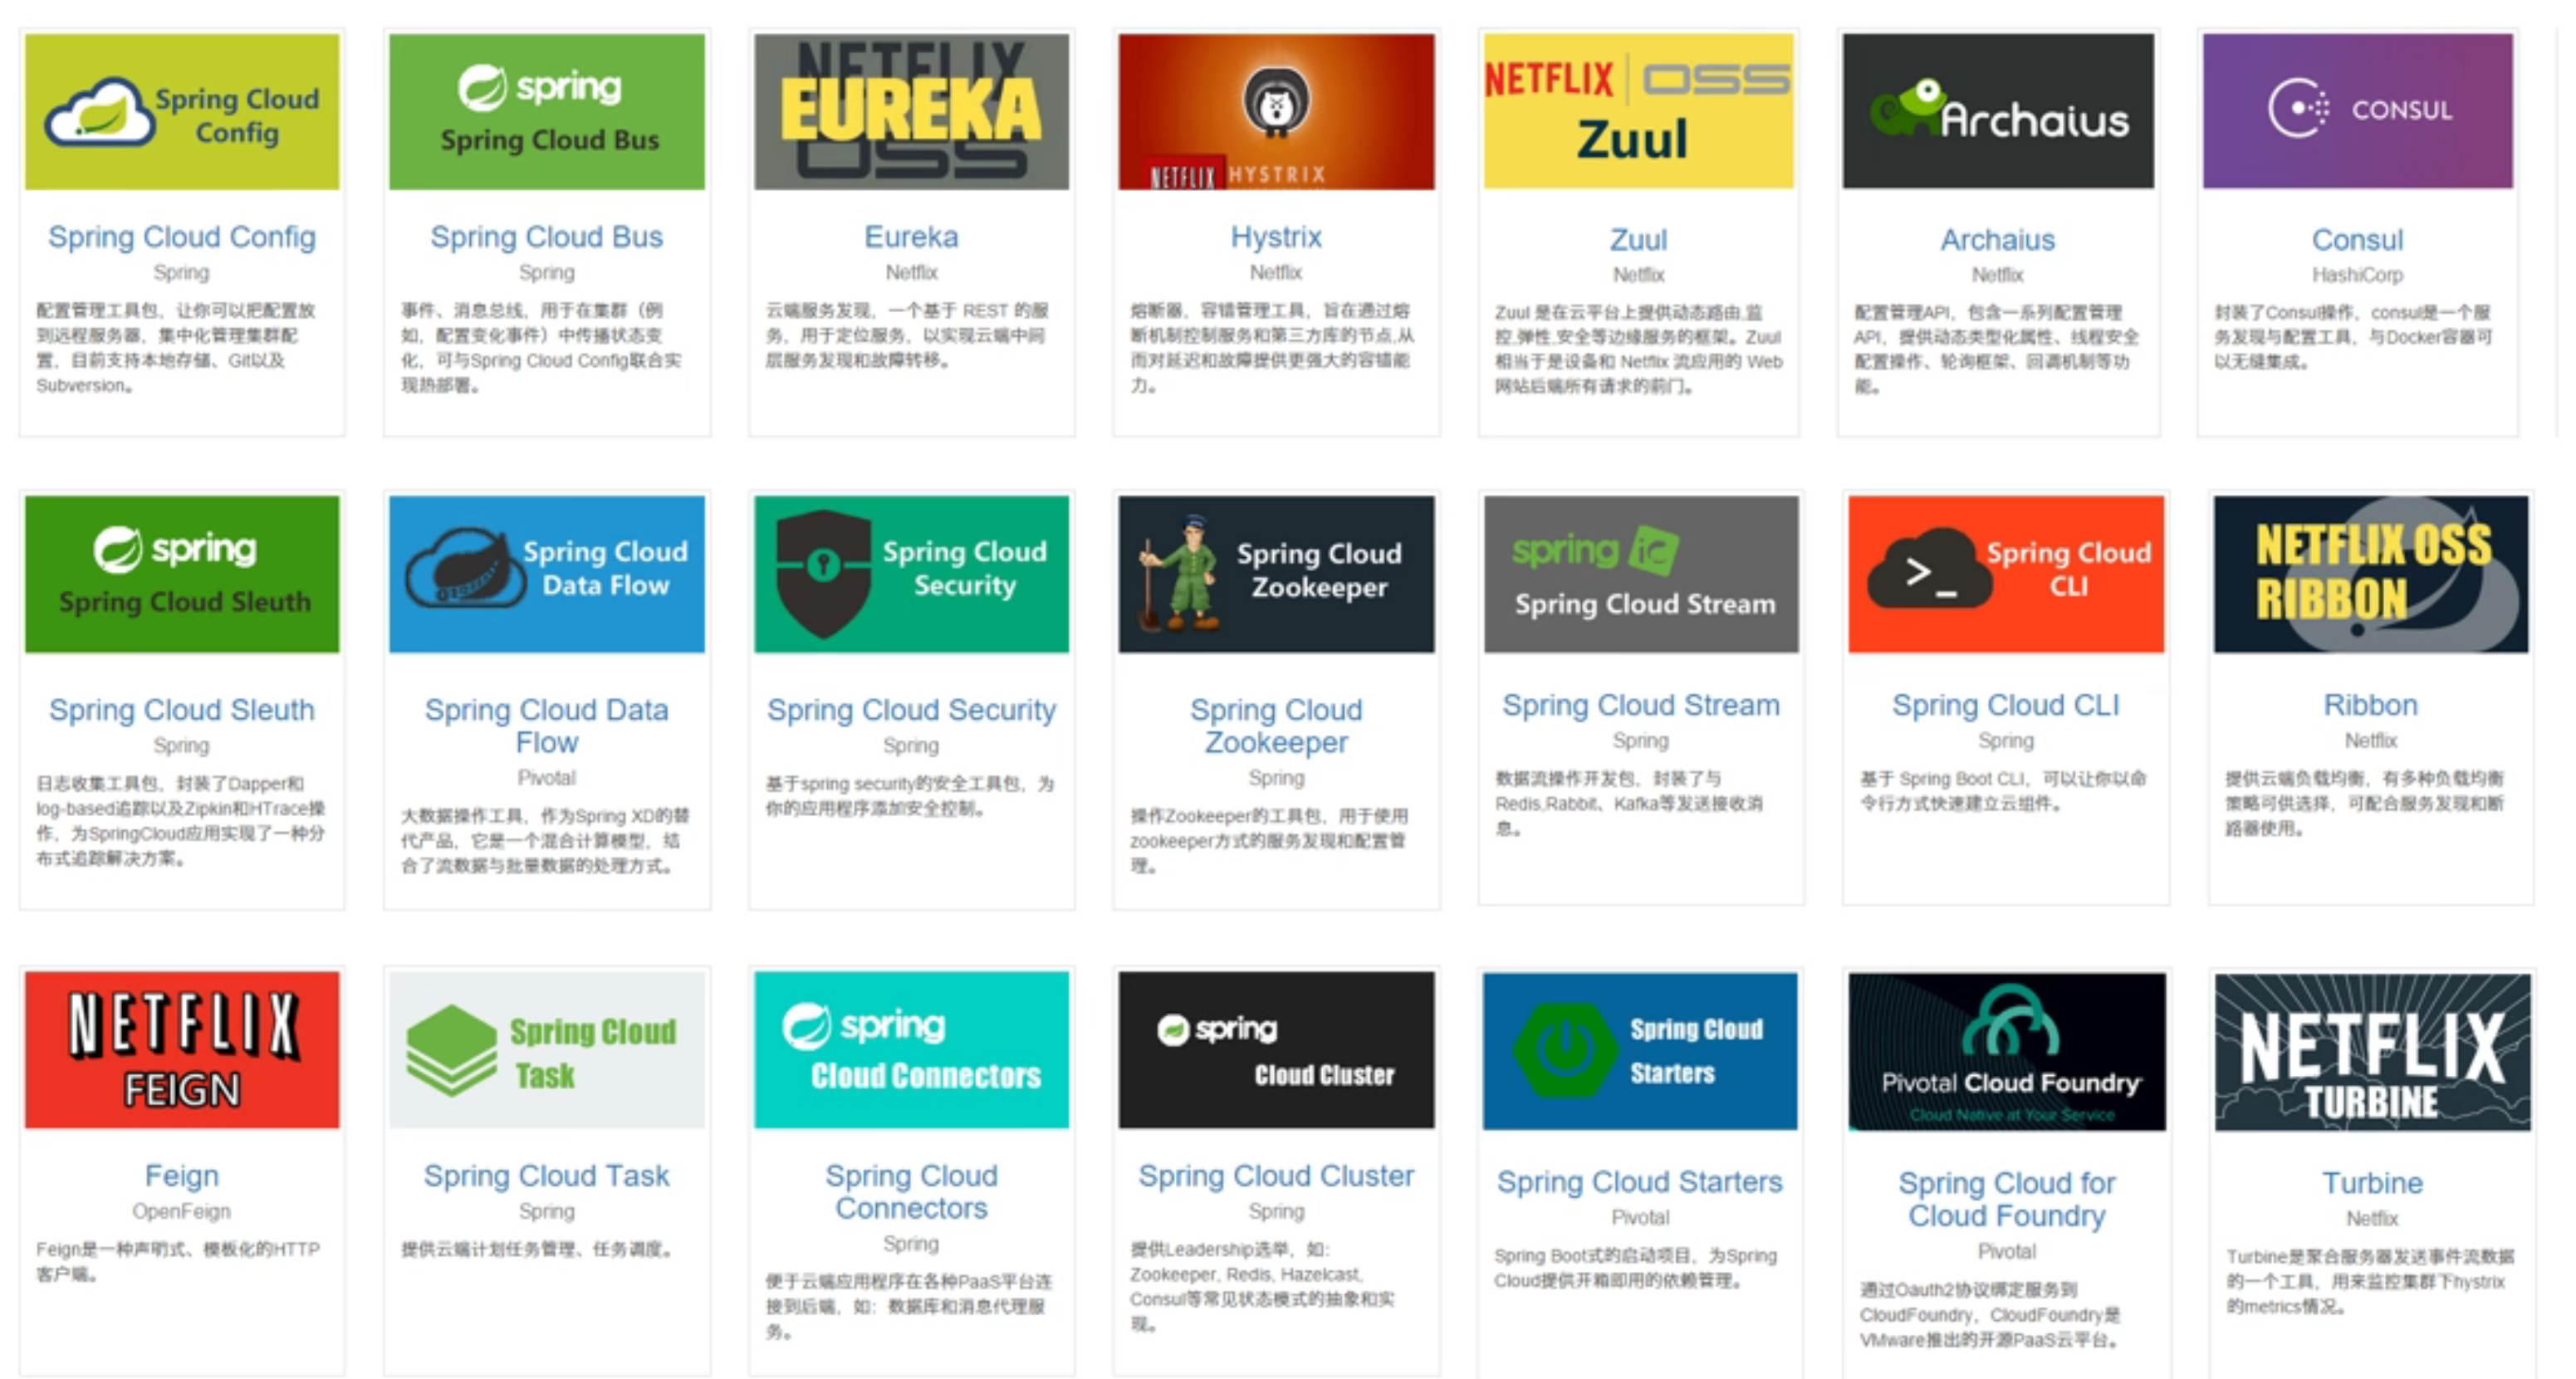 Spring Cloud
Config
Spring Cloud Config
Spring
配置管理工具包，让你可以把配置放
到远程服务器，集中化管理集群配
置，目前支持本地存储、Git以及
Subversion。
spring
Spring Cloud Bus
Spring Cloud Bus
Spring
事件、消息总线，用于在集群（例
如，配置变化事件）中传播状态变
化，可与Spring Cloud Config联合实
现热部署。
NETFLIX
EUREKA
OSS
Eureka
Netflix
云端服务发现，一个基于 REST 的服
务，用于定位服务，以实现云端中间
层服务发现和故障转移。
NETFLIX HYSTRIX
Hystrix
Netflix
熔断器，容错管理工具，旨在通过熔
断机制控制服务和第三方库的节点,从
而对延迟和故障提供更强大的容错能
力。
NETFLIX OSS
Zuul
Zuul
Netflix
Zuul 是在云平台上提供动态路由,监
控,弹性,安全等边缘服务的框架。Zuul
相当于是设备和 Netflix 流应用的 Web
网站后端所有请求的前门。
Archaius
Archaius
Netflix
配置管理API，包含一系列配置管理
API，提供动态类型化属性、线程安全
配置操作、轮询框架、回调机制等功
能。
CONSUL
Consul
HashiCorp
封装了Consul操作，consul是一个服
务发现与配置工具，与Docker容器可
以无缝集成。
spring
Spring Cloud Sleuth
Spring Cloud Sleuth
Spring
日志收集工具包，封装了Dapper和
log-based追踪以及Zipkin和HTrace操
作，为SpringCloud应用实现了一种分
布式追踪解决方案。
Spring Cloud
Data Flow
Spring Cloud Data
Flow
Pivotal
大数据操作工具，作为Spring XD的替
代产品，它是一个混合计算模型，结
合了流数据与批量数据的处理方式。
Spring Cloud
Security
Spring Cloud Security
Spring
基于spring security的安全工具包，为
你的应用程序添加安全控制。
Spring Cloud
Zookeeper
Spring Cloud
Zookeeper
Spring
操作Zookeeper的工具包，用于使用
zookeeper方式的服务发现和配置管
理。
spring
Spring Cloud Stream
Spring Cloud Stream
Spring
数据流操作开发包，封装了与
Redis,Rabbit、Kafka等发送接收消
息。
>_
Spring Cloud
CLI
Spring Cloud CLI
Spring
基于 Spring Boot CLI，可以让你以命
令行方式快速建立云组件。
NETFLIX OSS
RIBBON
Ribbon
Netflix
提供云端负载均衡，有多种负载均衡
策略可供选择，可配合服务发现和断
路器使用。
NETFLIX
FEIGN
Feign
OpenFeign
Feign是一种声明式、模板化的HTTP
客户端。
Spring Cloud
Task
Spring Cloud Task
Spring
提供云端计划任务管理、任务调度。
spring
Cloud Connectors
Spring Cloud
Connectors
Spring
便于云端应用程序在各种PaaS平台连
接到后端，如：数据库和消息代理服
务。
spring
Cloud Cluster
Spring Cloud Cluster
Spring
提供Leadership选举，如：
Zookeeper, Redis, Hazelcast,
Consul等常见状态模式的抽象和实
现。
Spring Cloud
Starters
Spring Cloud Starters
Pivotal
Spring Boot式的启动项目，为Spring
Cloud提供开箱即用的依赖管理。
Pivotal Cloud Foundry
Cloud Native at Your Service
Spring Cloud for
Cloud Foundry
Pivotal
通过Oauth2协议绑定服务到
CloudFoundry，CloudFoundry是
VMware推出的开源PaaS云平台。
NETFLIX
TURBINE
Turbine
Netflix
Turbine是聚合服务器发送事件流数据
的一个工具，用来监控集群下hystrix
的metrics情况。